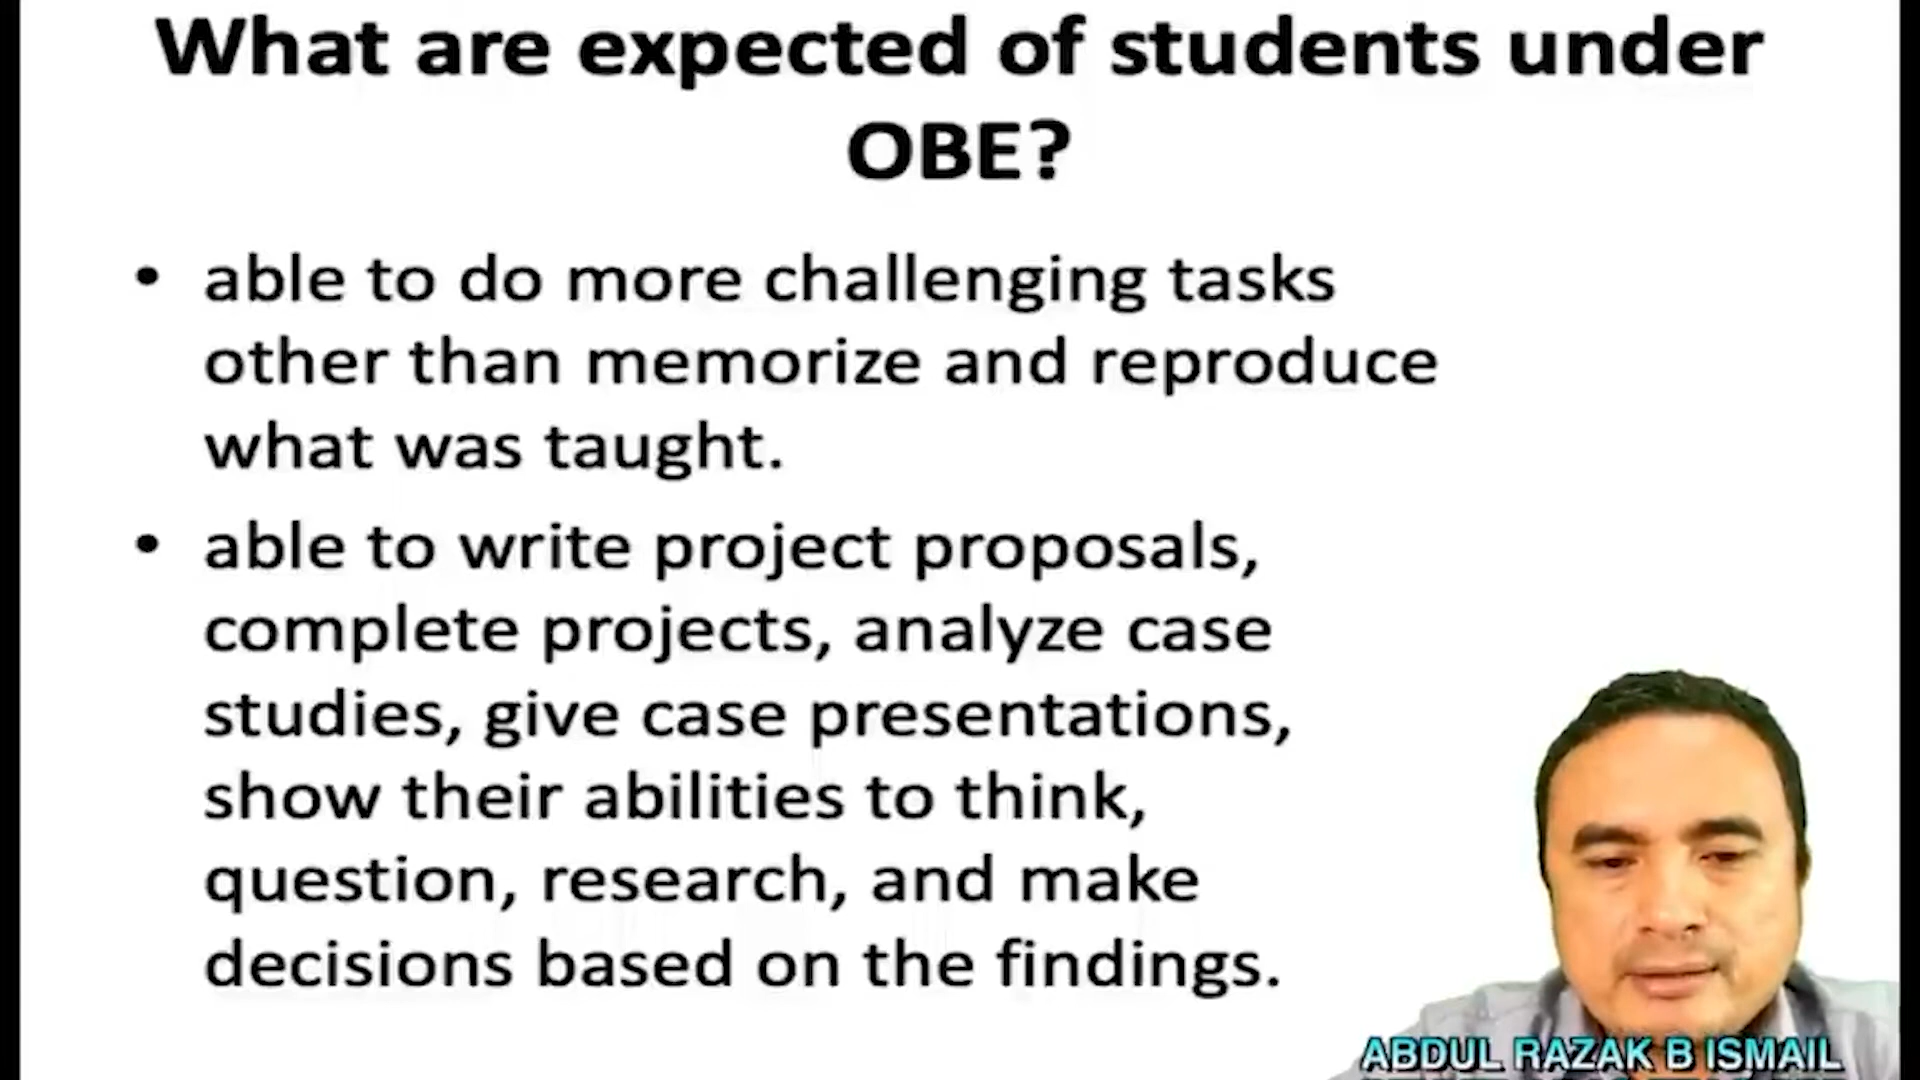 What are expected of students under
OBE?
• able to do more challenging tasks
other than memorize and reproduce
what was taught.
• able to write project proposals,
complete projects, analyze case
studies, give case presentations,
show their abilities to think,
question, research, and make
decisions based on the findings.
ABDUL RAZAK B ISMAIL